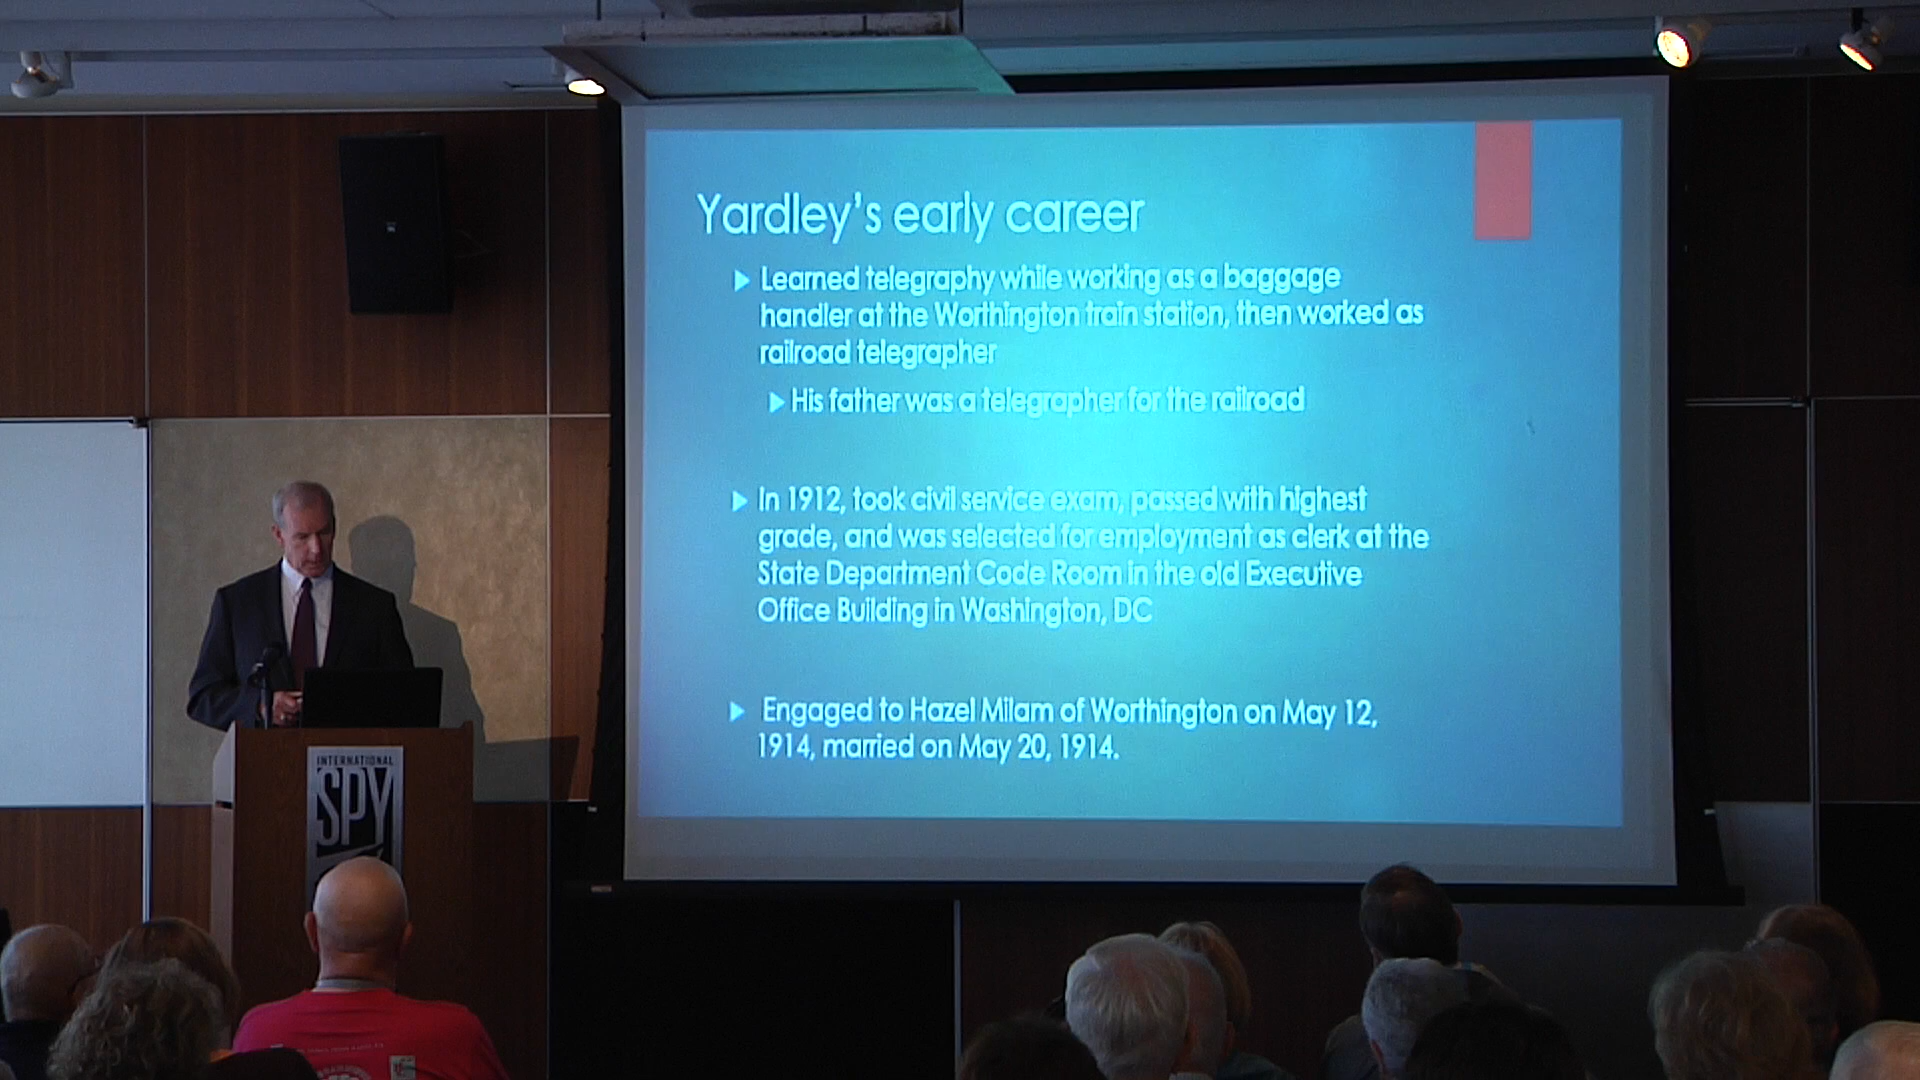 Yardley's early career
Learned telegraphy while working as a baggage
handler at the Worthington train station, then worked as
railroad telegrapher
His father was a telegrapher for the railroad
In 1912, took civil service exam, passed with highest
grade, and was selected for employment as clerk at the
State Department Code Room in the old Executive
Office Building in Washington, DC
Engaged to Hazel Milam of Worthington on May 12,
1914, married on May 20, 1914.
INTERNATIONAL
SPY